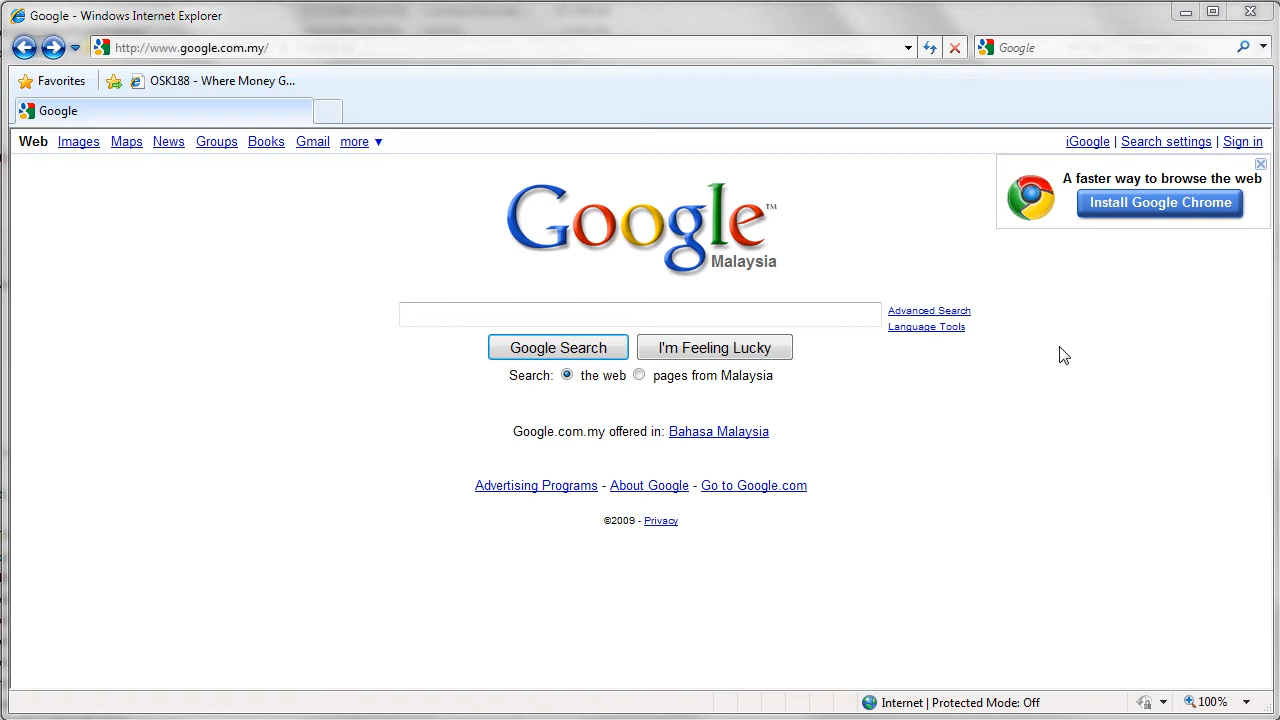 Google - Windows Internet Explorer
http://www.google.com.my/
Google
Favorites
OSK188 - Where Money G...
Google
Web Images Maps News Groups Books Gmail more ▼
iGoogle | Search settings | Sign in
A faster way to browse the web
Install Google Chrome
Google™
Malaysia
Advanced Search
Language Tools
Google Search
I'm Feeling Lucky
Search: the web pages from Malaysia
Google.com.my offered in: Bahasa Malaysia
Advertising Programs - About Google - Go to Google.com
©2009 - Privacy
Internet | Protected Mode: Off
100%